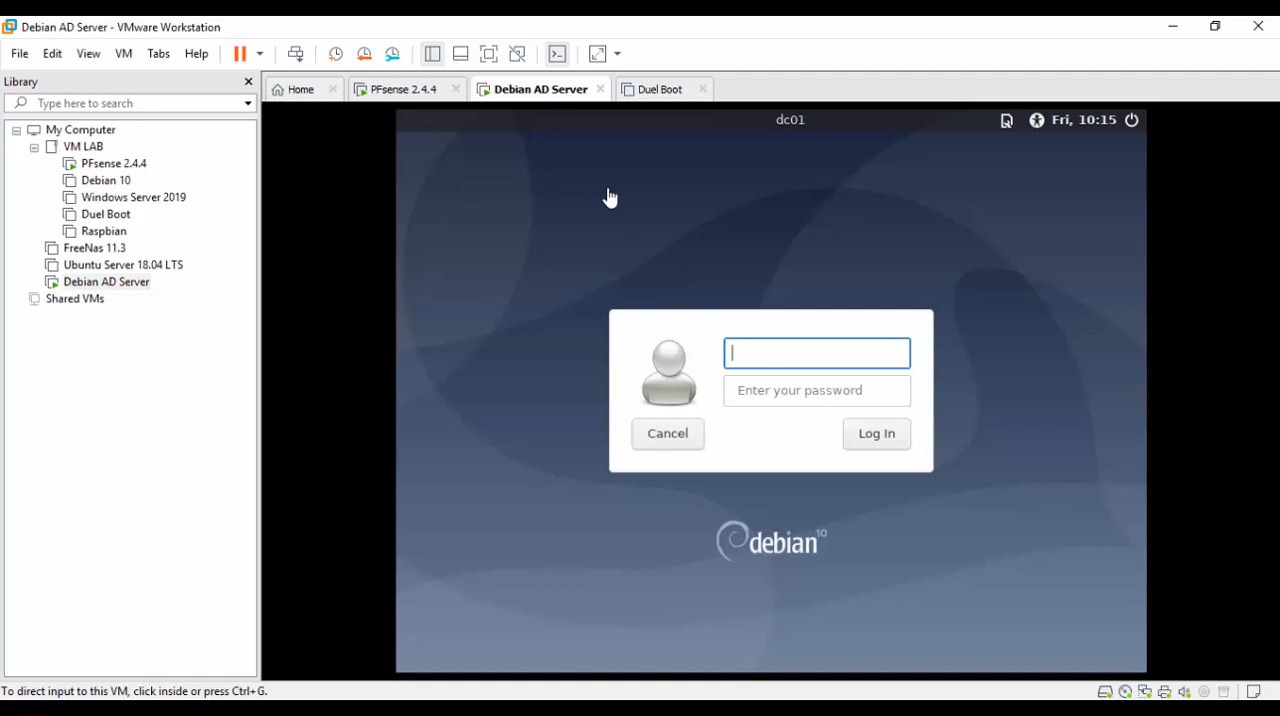 Debian AD Server - VMware Workstation
File Edit View VM Tabs Help
Library
Type here to search
My Computer
VM LAB
PFsense 2.4.4
Debian 10
Windows Server 2019
Duel Boot
Raspbian
FreeNas 11.3
Ubuntu Server 18.04 LTS
Debian AD Server
Shared VMs
Home PFsense 2.4.4 Debian AD Server Duel Boot
dc01 Fri, 10:15
Enter your password
Cancel Log In
debian 10
To direct input to this VM, click inside or press Ctrl+G.